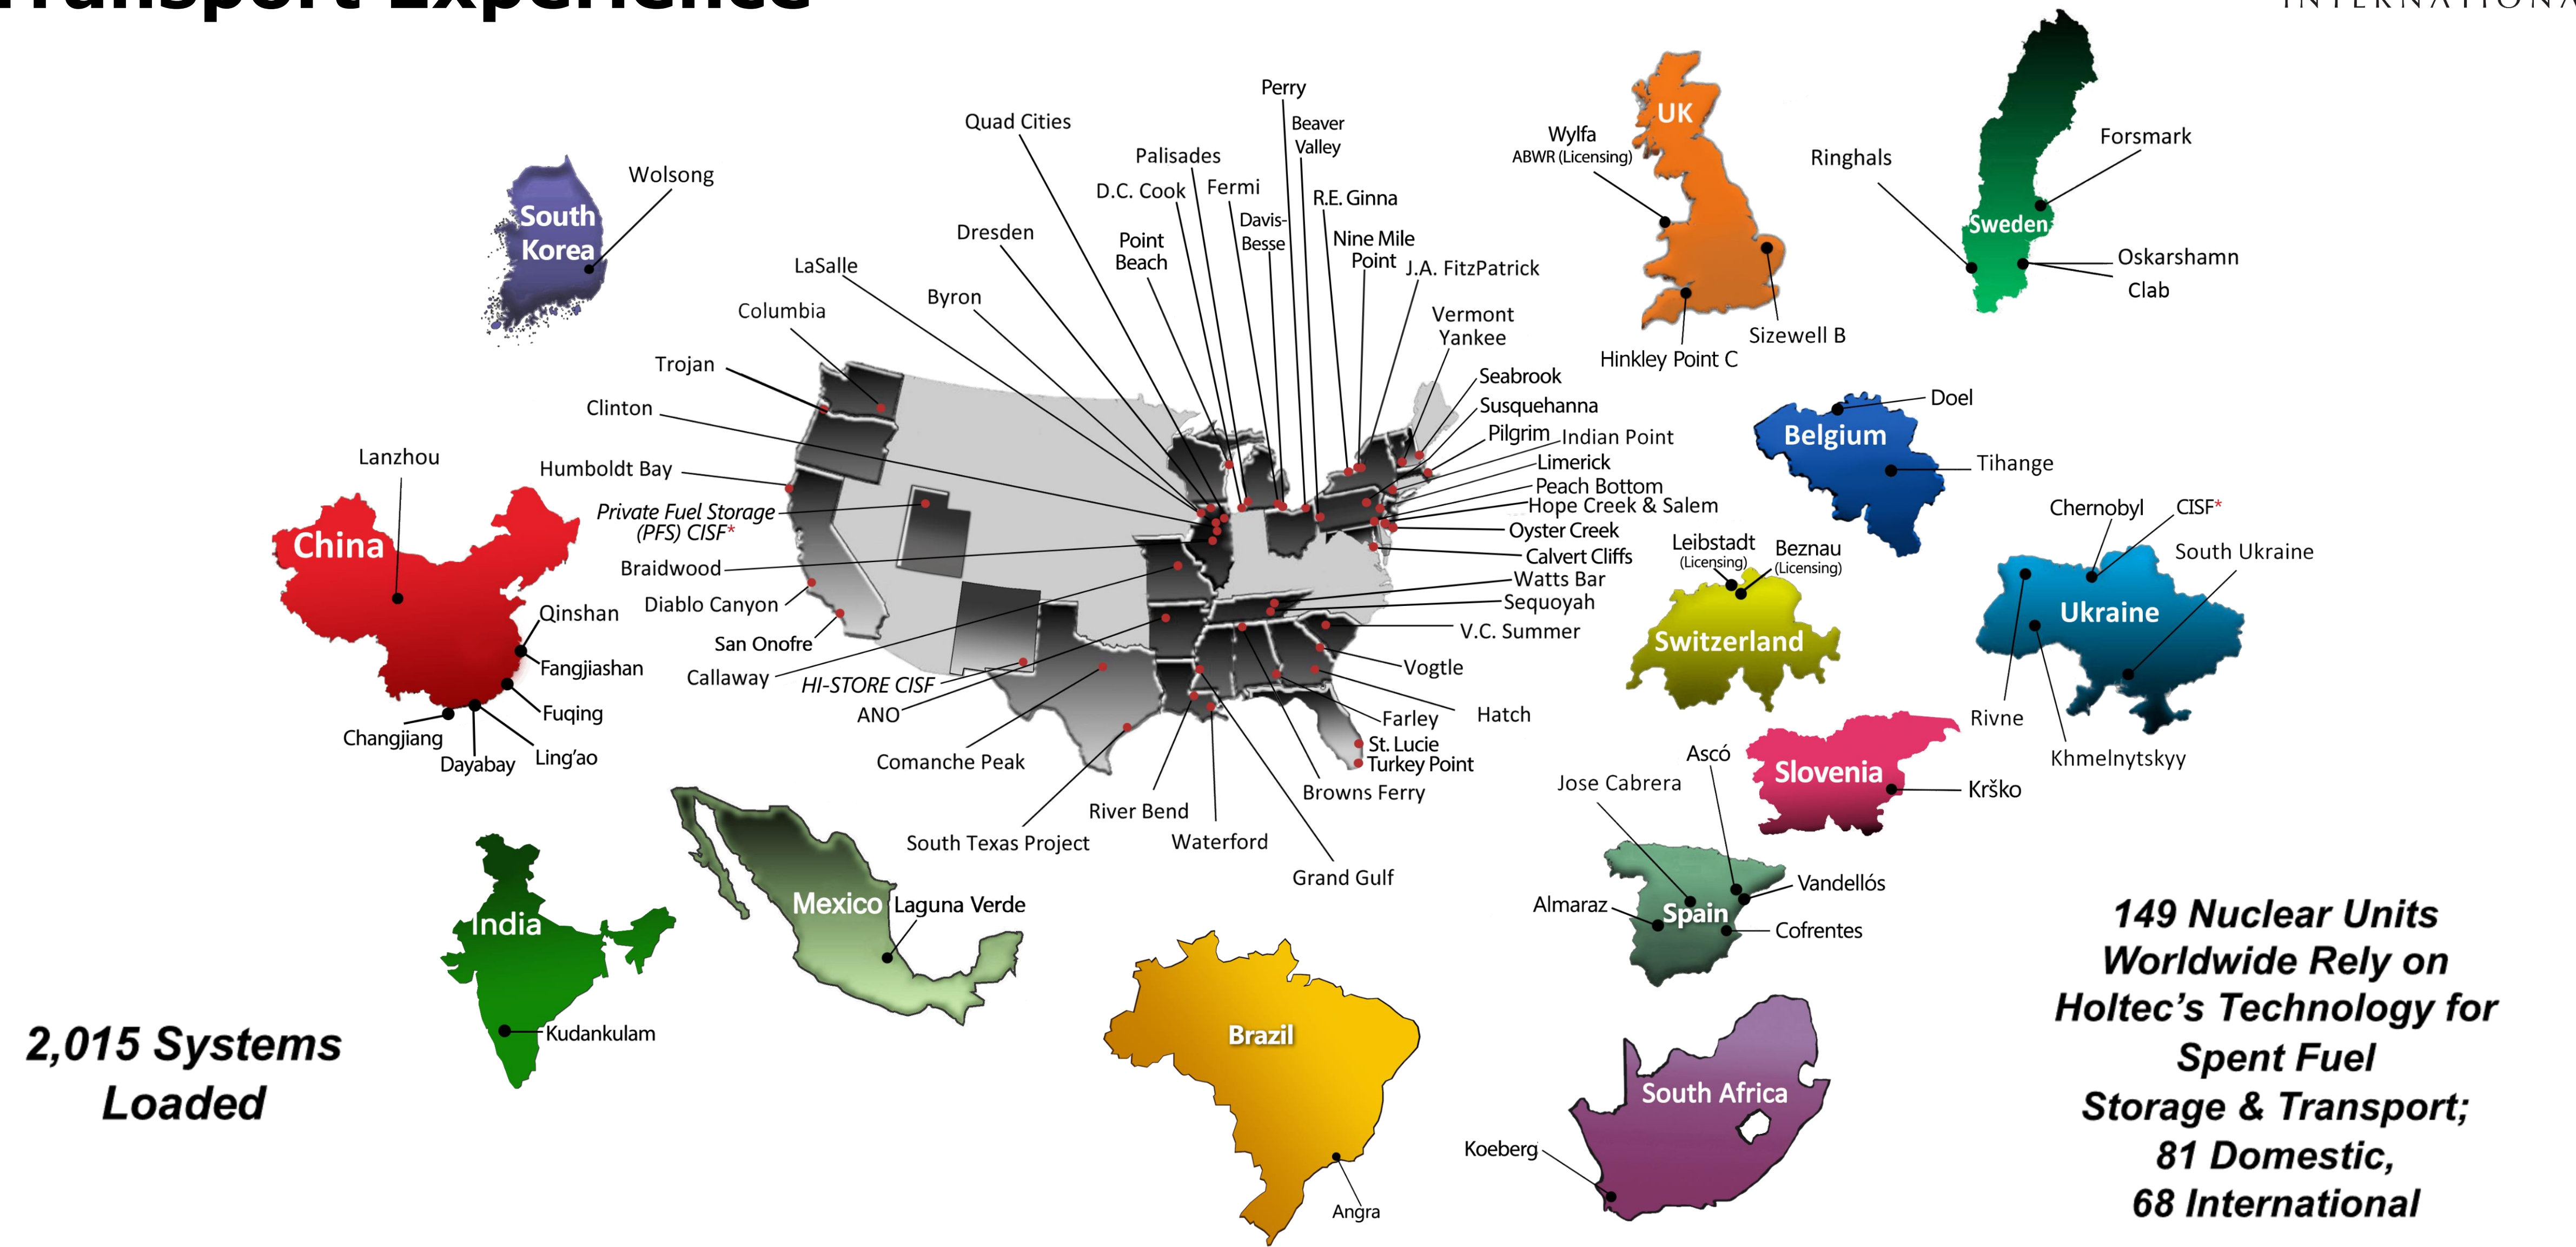 Transport Experience
INTERNATIONAL
Perry
Quad Cities
Beaver
Valley
Palisades
D.C. Cook
Fermi
R.E. Ginna
Davis-
Besse
Dresden
Point
Beach
Nine Mile
Point
J.A. FitzPatrick
LaSalle
Byron
Columbia
Vermont
Yankee
Trojan
Seabrook
Clinton
Susquehanna
Pilgrim
Indian Point
Humboldt Bay
Limerick
Peach Bottom
Private Fuel Storage
(PFS) CISF*
Hope Creek & Salem
Oyster Creek
Calvert Cliffs
Braidwood
Watts Bar
Diablo Canyon
Sequoyah
San Onofre
V.C. Summer
Callaway
Vogtle
HI-STORE CISF
ANO
Hatch
Farley
St. Lucie
Turkey Point
Comanche Peak
Browns Ferry
River Bend
South Texas Project
Waterford
Grand Gulf
South
Korea
Wolsong
China
Lanzhou
Qinshan
Fangjiashan
Fuqing
Changjiang
Dayabay
Ling'ao
India
Kudankulam
Mexico
Laguna Verde
Brazil
Angra
UK
Wylfa
ABWR (Licensing)
Sizewell B
Hinkley Point C
Sweden
Ringhals
Forsmark
Oskarshamn
Clab
Belgium
Doel
Tihange
Switzerland
Leibstadt
(Licensing)
Beznau
(Licensing)
Ukraine
Chernobyl
CISF*
South Ukraine
Rivne
Khmelnytskyy
Slovenia
Krško
Spain
Ascó
Jose Cabrera
Vandellós
Almaraz
Cofrentes
South Africa
Koeberg
2,015 Systems
Loaded
149 Nuclear Units
Worldwide Rely on
Holtec's Technology for
Spent Fuel
Storage & Transport;
81 Domestic,
68 International